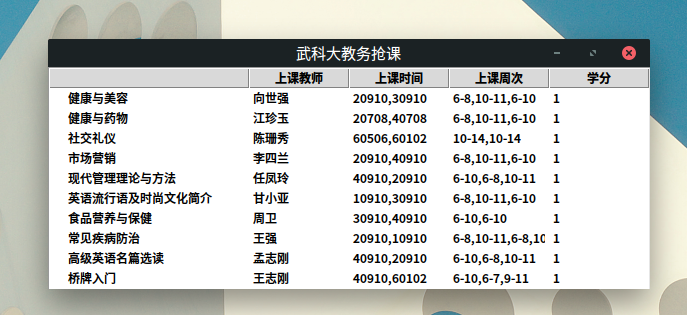 武科大教务抢课
上课教师 上课时间 上课周次 学分
健康与美容 向世强 20910,30910 6-8,10-11,6-10 1
健康与药物 江珍玉 20708,40708 6-8,10-11,6-10 1
社交礼仪 陈珊秀 60506,60102 10-14,10-14 1
市场营销 李四兰 20910,40910 6-8,10-11,6-10 1
现代管理理论与方法 任凤玲 40910,20910 6-10,6-8,10-11 1
英语流行语及时尚文化简介 甘小亚 10910,30910 6-8,10-11,6-10 1
食品营养与保健 周卫 30910,40910 6-10,6-10 1
常见疾病防治 王强 20910,10910 6-8,10-11,6-8,10 1
高级英语名篇选读 孟志刚 40910,20910 6-10,6-8,10-11 1
桥牌入门 王志刚 40910,60102 6-10,6-7,9-11 1